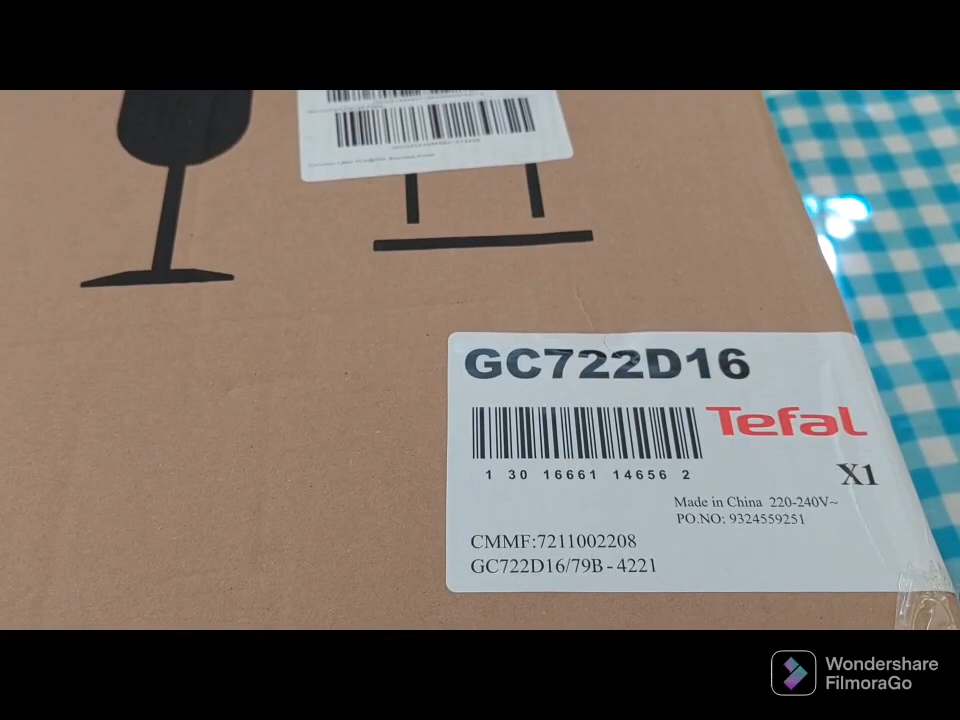 GC722D16
Tefal
1 30 16661 14656 2
X1
Made in China 220-240V~
PO.NO: 9324559251
CMMF:7211002208
GC722D16/79B - 4221
Wondershare
FilmoraGo